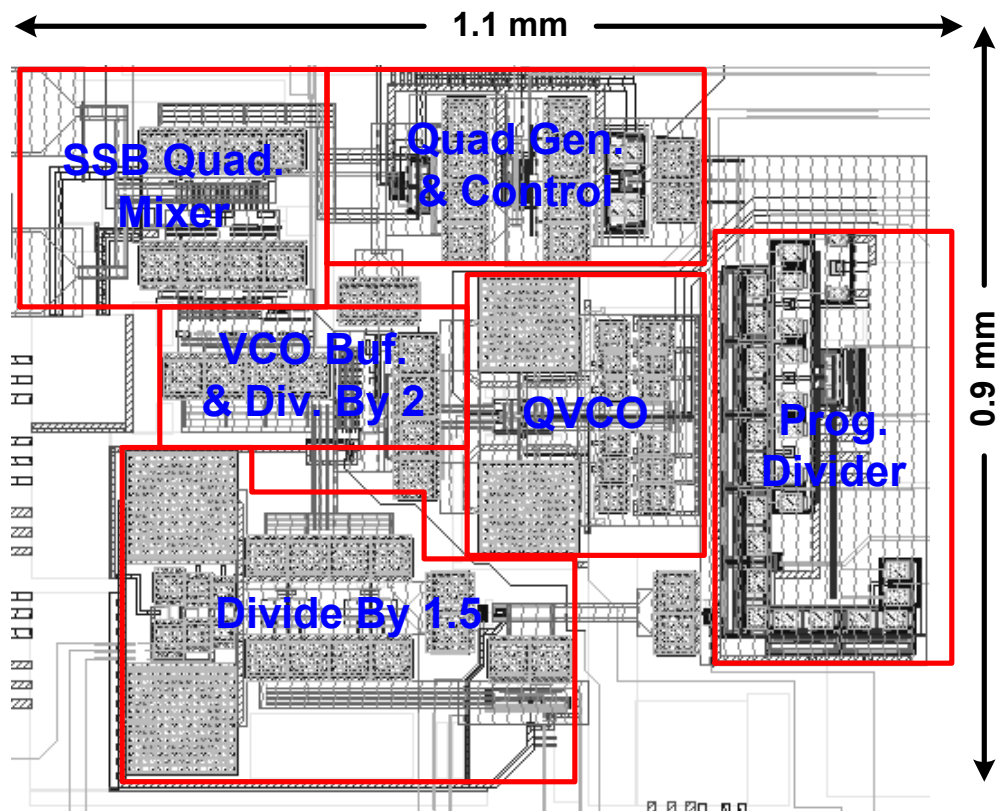 1.1 mm
SSB Quad.
Mixer
Quad Gen.
& Control
VCO Buf.
& Div. By 2
QVCO
Prog.
Divider
0.9 mm
Divide By 1.5